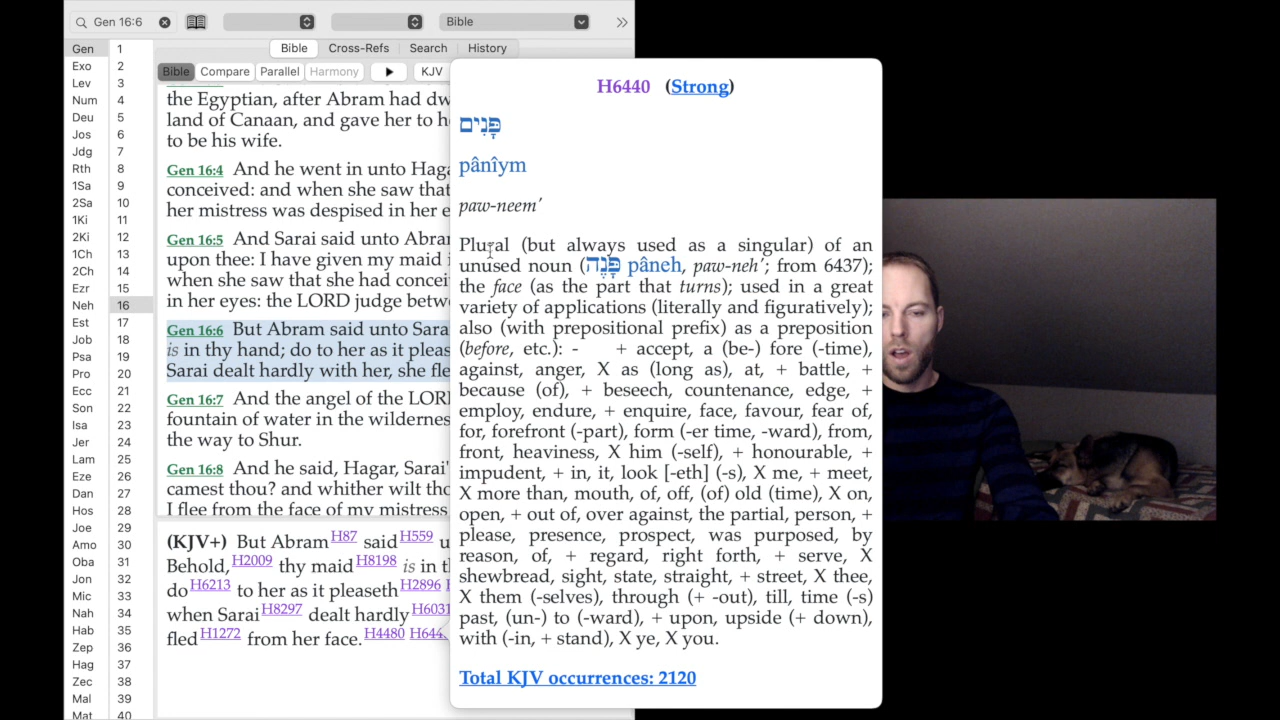 Gen 16:6
Bible
Bible Cross-Refs Search History
Bible Compare Parallel Harmony KJV
Gen
Exo
Lev
Num
Deu
Jos
Jdg
Rth
1Sa
2Sa
1Ki
2Ki
1Ch
2Ch
Ezr
Neh
Est
Job
Psa
Pro
Ecc
Son
Isa
Jer
Lam
Eze
Dan
Hos
Joe
Amo
Oba
Jon
Mic
Nah
Hab
Zep
Hag
Zec
Mal
Mat
1
2
3
4
5
6
7
8
9
10
11
12
13
14
15
16
17
18
19
20
21
22
23
24
25
26
27
28
29
30
31
32
33
34
35
36
37
38
39
40
the Egyptian, after Abram had dw
land of Canaan, and gave her to he
to be his wife.
Gen 16:4 And he went in unto Haga
conceived: and when she saw that
her mistress was despised in her e
Gen 16:5 And Sarai said unto Abra
upon thee: I have given my maid i
when she saw that she had concei
in her eyes: the LORD judge betw
Gen 16:6 But Abram said unto Sara
is in thy hand; do to her as it pleas
Sarai dealt hardly with her, she fle
Gen 16:7 And the angel of the LOR
fountain of water in the wildernes
the way to Shur.
Gen 16:8 And he said, Hagar, Sarai'
camest thou? and whither wilt tho
I flee from the face of my mistress
(KJV+) But Abram H87 said H559 u
Behold, H2009 thy maid H8198 is in t
do H6213 to her as it pleaseth H2896
when Sarai H8297 dealt hardly H6031
fled H1272 from her face. H4480 H644
H6440 (Strong)
פָּנִים
pânîym
paw-neem'
Plural (but always used as a singular) of an
unused noun (פָּנֶה pâneh, paw-neh'; from 6437);
the face (as the part that turns); used in a great
variety of applications (literally and figuratively);
also (with prepositional prefix) as a preposition
(before, etc.): - + accept, a (be-) fore (-time),
against, anger, X as (long as), at, + battle, +
because (of), + beseech, countenance, edge, +
employ, endure, + enquire, face, favour, fear of,
for, forefront (-part), form (-er time, -ward), from,
front, heaviness, X him (-self), + honourable, +
impudent, + in, it, look [-eth] (-s), X me, + meet,
X more than, mouth, of, off, (of) old (time), X on,
open, + out of, over against, the partial, person, +
please, presence, prospect, was purposed, by
reason, of, + regard, right forth, + serve, X
shewbread, sight, state, straight, + street, X thee,
X them (-selves), through (+ -out), till, time (-s)
past, (un-) to (-ward), + upon, upside (+ down),
with (-in, + stand), X ye, X you.
Total KJV occurrences: 2120